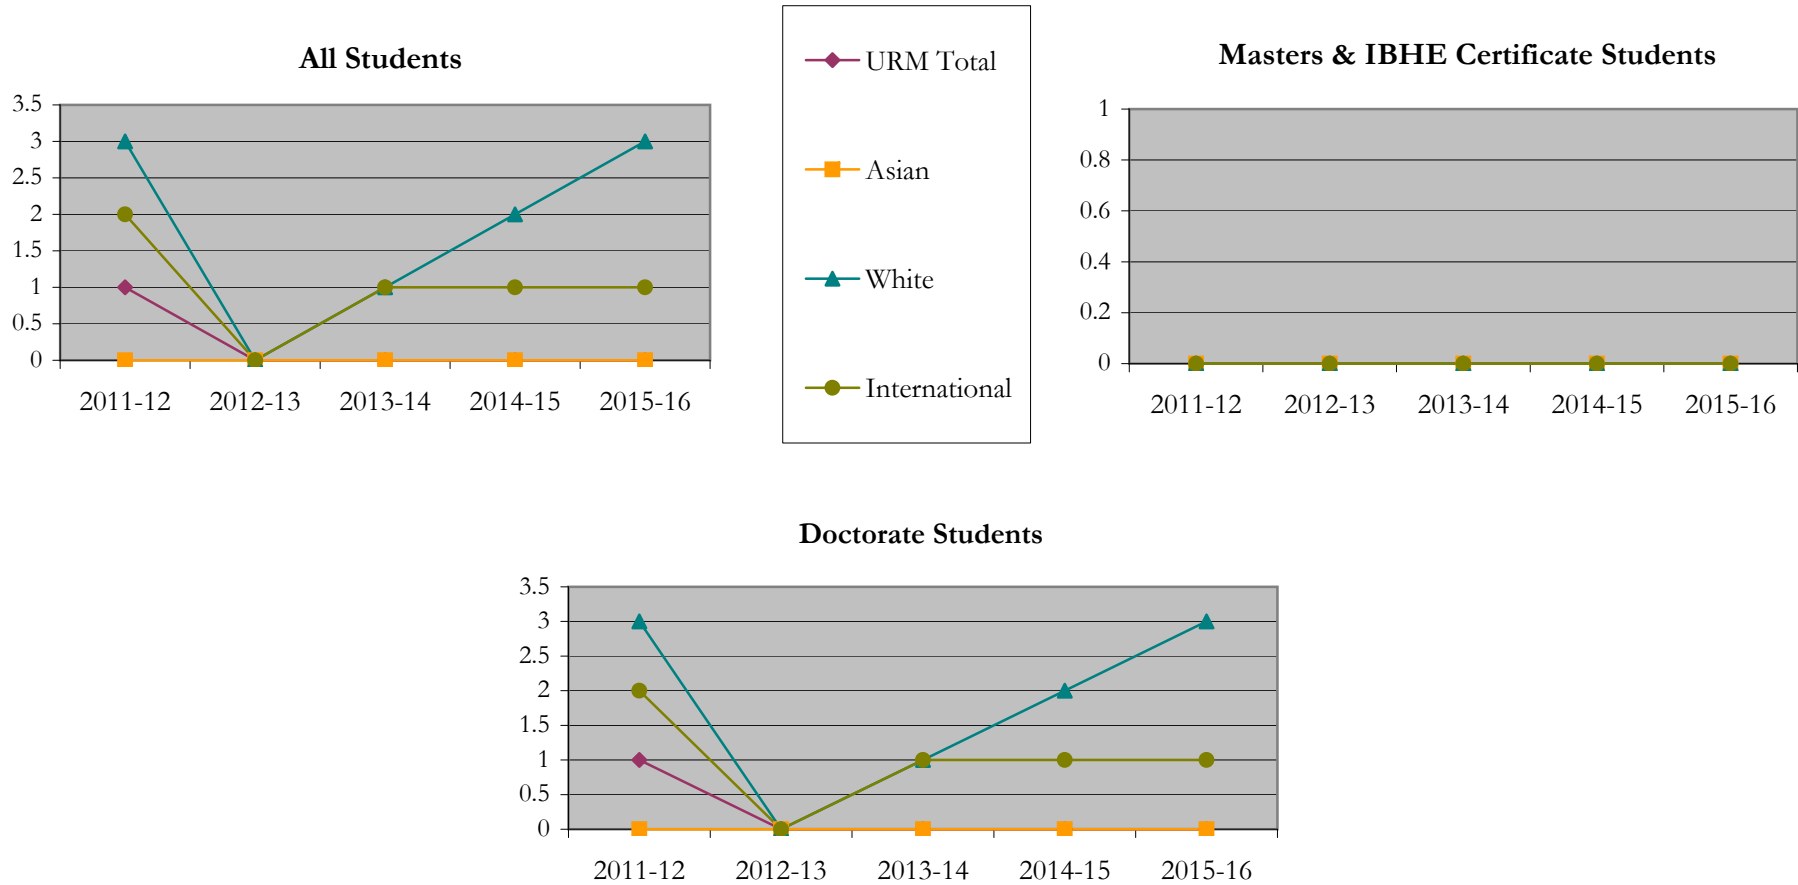 All Students
3.5
3
2.5
2
1.5
1
0.5
0
2011-12 2012-13 2013-14 2014-15 2015-16
URM Total
Asian
White
International
Masters & IBHE Certificate Students
1
0.8
0.6
0.4
0.2
0
2011-12 2012-13 2013-14 2014-15 2015-16
Doctorate Students
3.5
3
2.5
2
1.5
1
0.5
0
2011-12 2012-13 2013-14 2014-15 2015-16